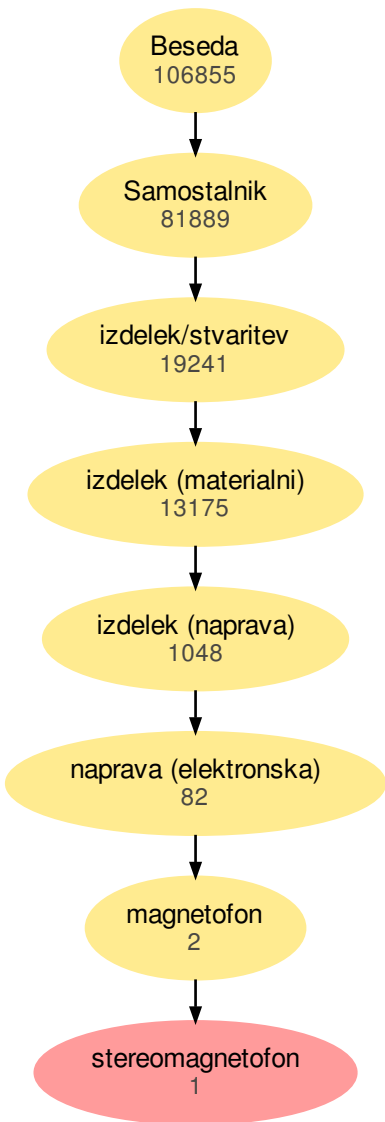 Beseda
106855
Samostalnik
81889
izdelek/stvaritev
19241
izdelek (materialni)
13175
izdelek (naprava)
1048
naprava (elektronska)
82
magnetofon
2
stereomagnetofon
1